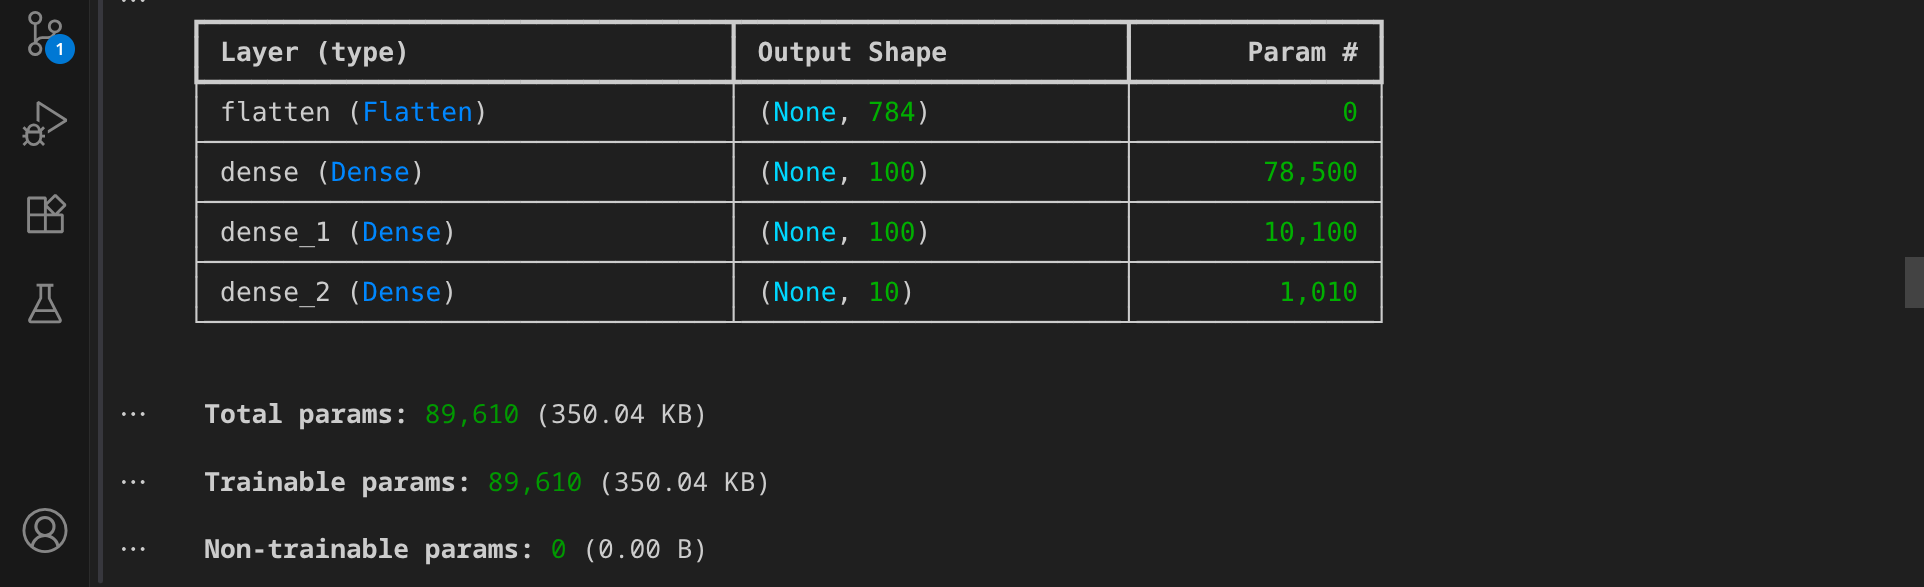 ...
Layer (type) Output Shape Param #
flatten (Flatten) (None, 784) 0
dense (Dense) (None, 100) 78,500
dense_1 (Dense) (None, 100) 10,100
dense_2 (Dense) (None, 10) 1,010
... Total params: 89,610 (350.04 KB)
... Trainable params: 89,610 (350.04 KB)
... Non-trainable params: 0 (0.00 B)
1